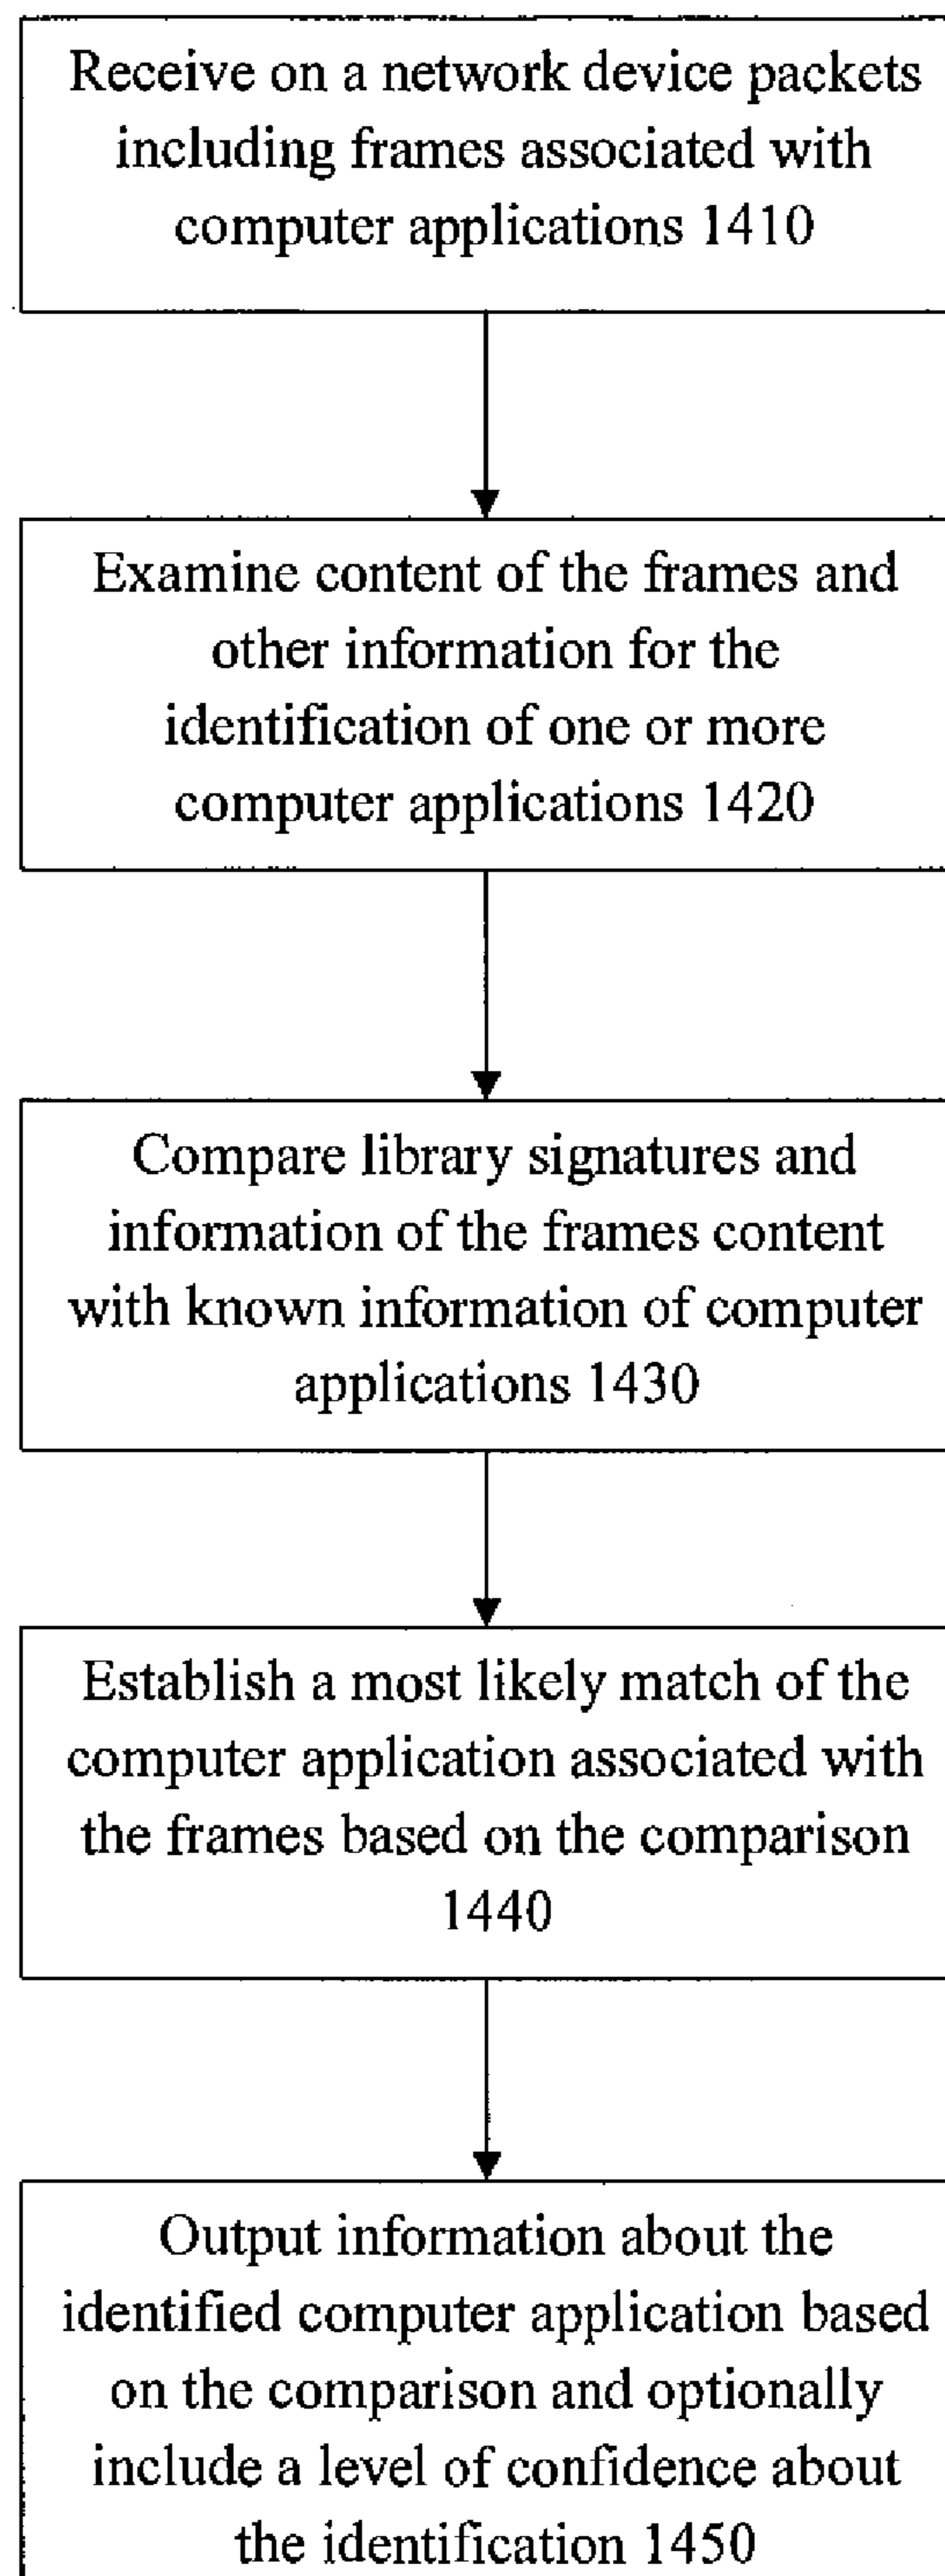 Receive on a network device packets
including frames associated with
computer applications 1410
Examine content of the frames and
other information for the
identification of one or more
computer applications 1420
Compare library signatures and
information of the frames content
with known information of computer
applications 1430
Establish a most likely match of the
computer application associated with
the frames based on the comparison
1440
Output information about the
identified computer application based
on the comparison and optionally
include a level of confidence about
the identification 1450